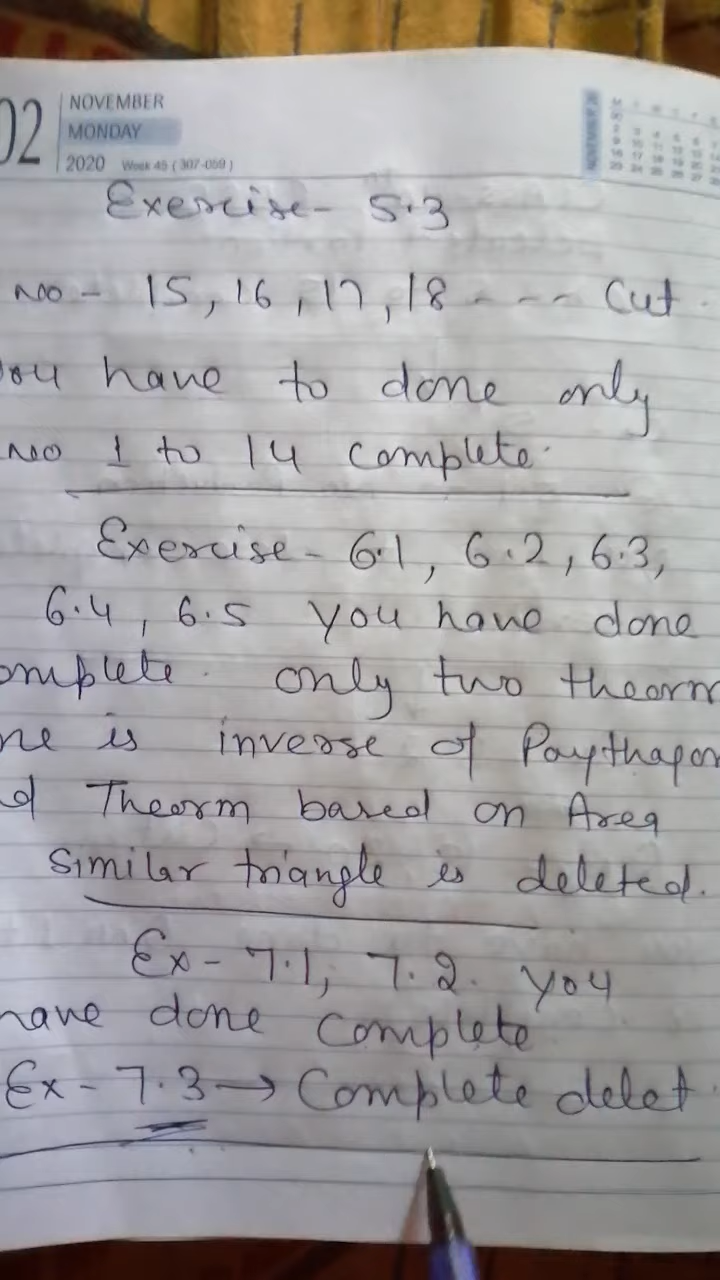 02
NOVEMBER
MONDAY
2020 Week 45 (307-059)
Exercise - 5.3
No - 15, 16, 17, 18 - - - Cut
you have to done only
No 1 to 14 complete.
Exercise - 6.1, 6.2, 6.3,
6.4, 6.5 you have done
omplete. only two theorm
ne is inverse of Paythagor
d Theorm based on Area
similar triangle is deleted.
Ex - 7.1, 7.2. you
have done complete
Ex - 7.3 → Complete delet